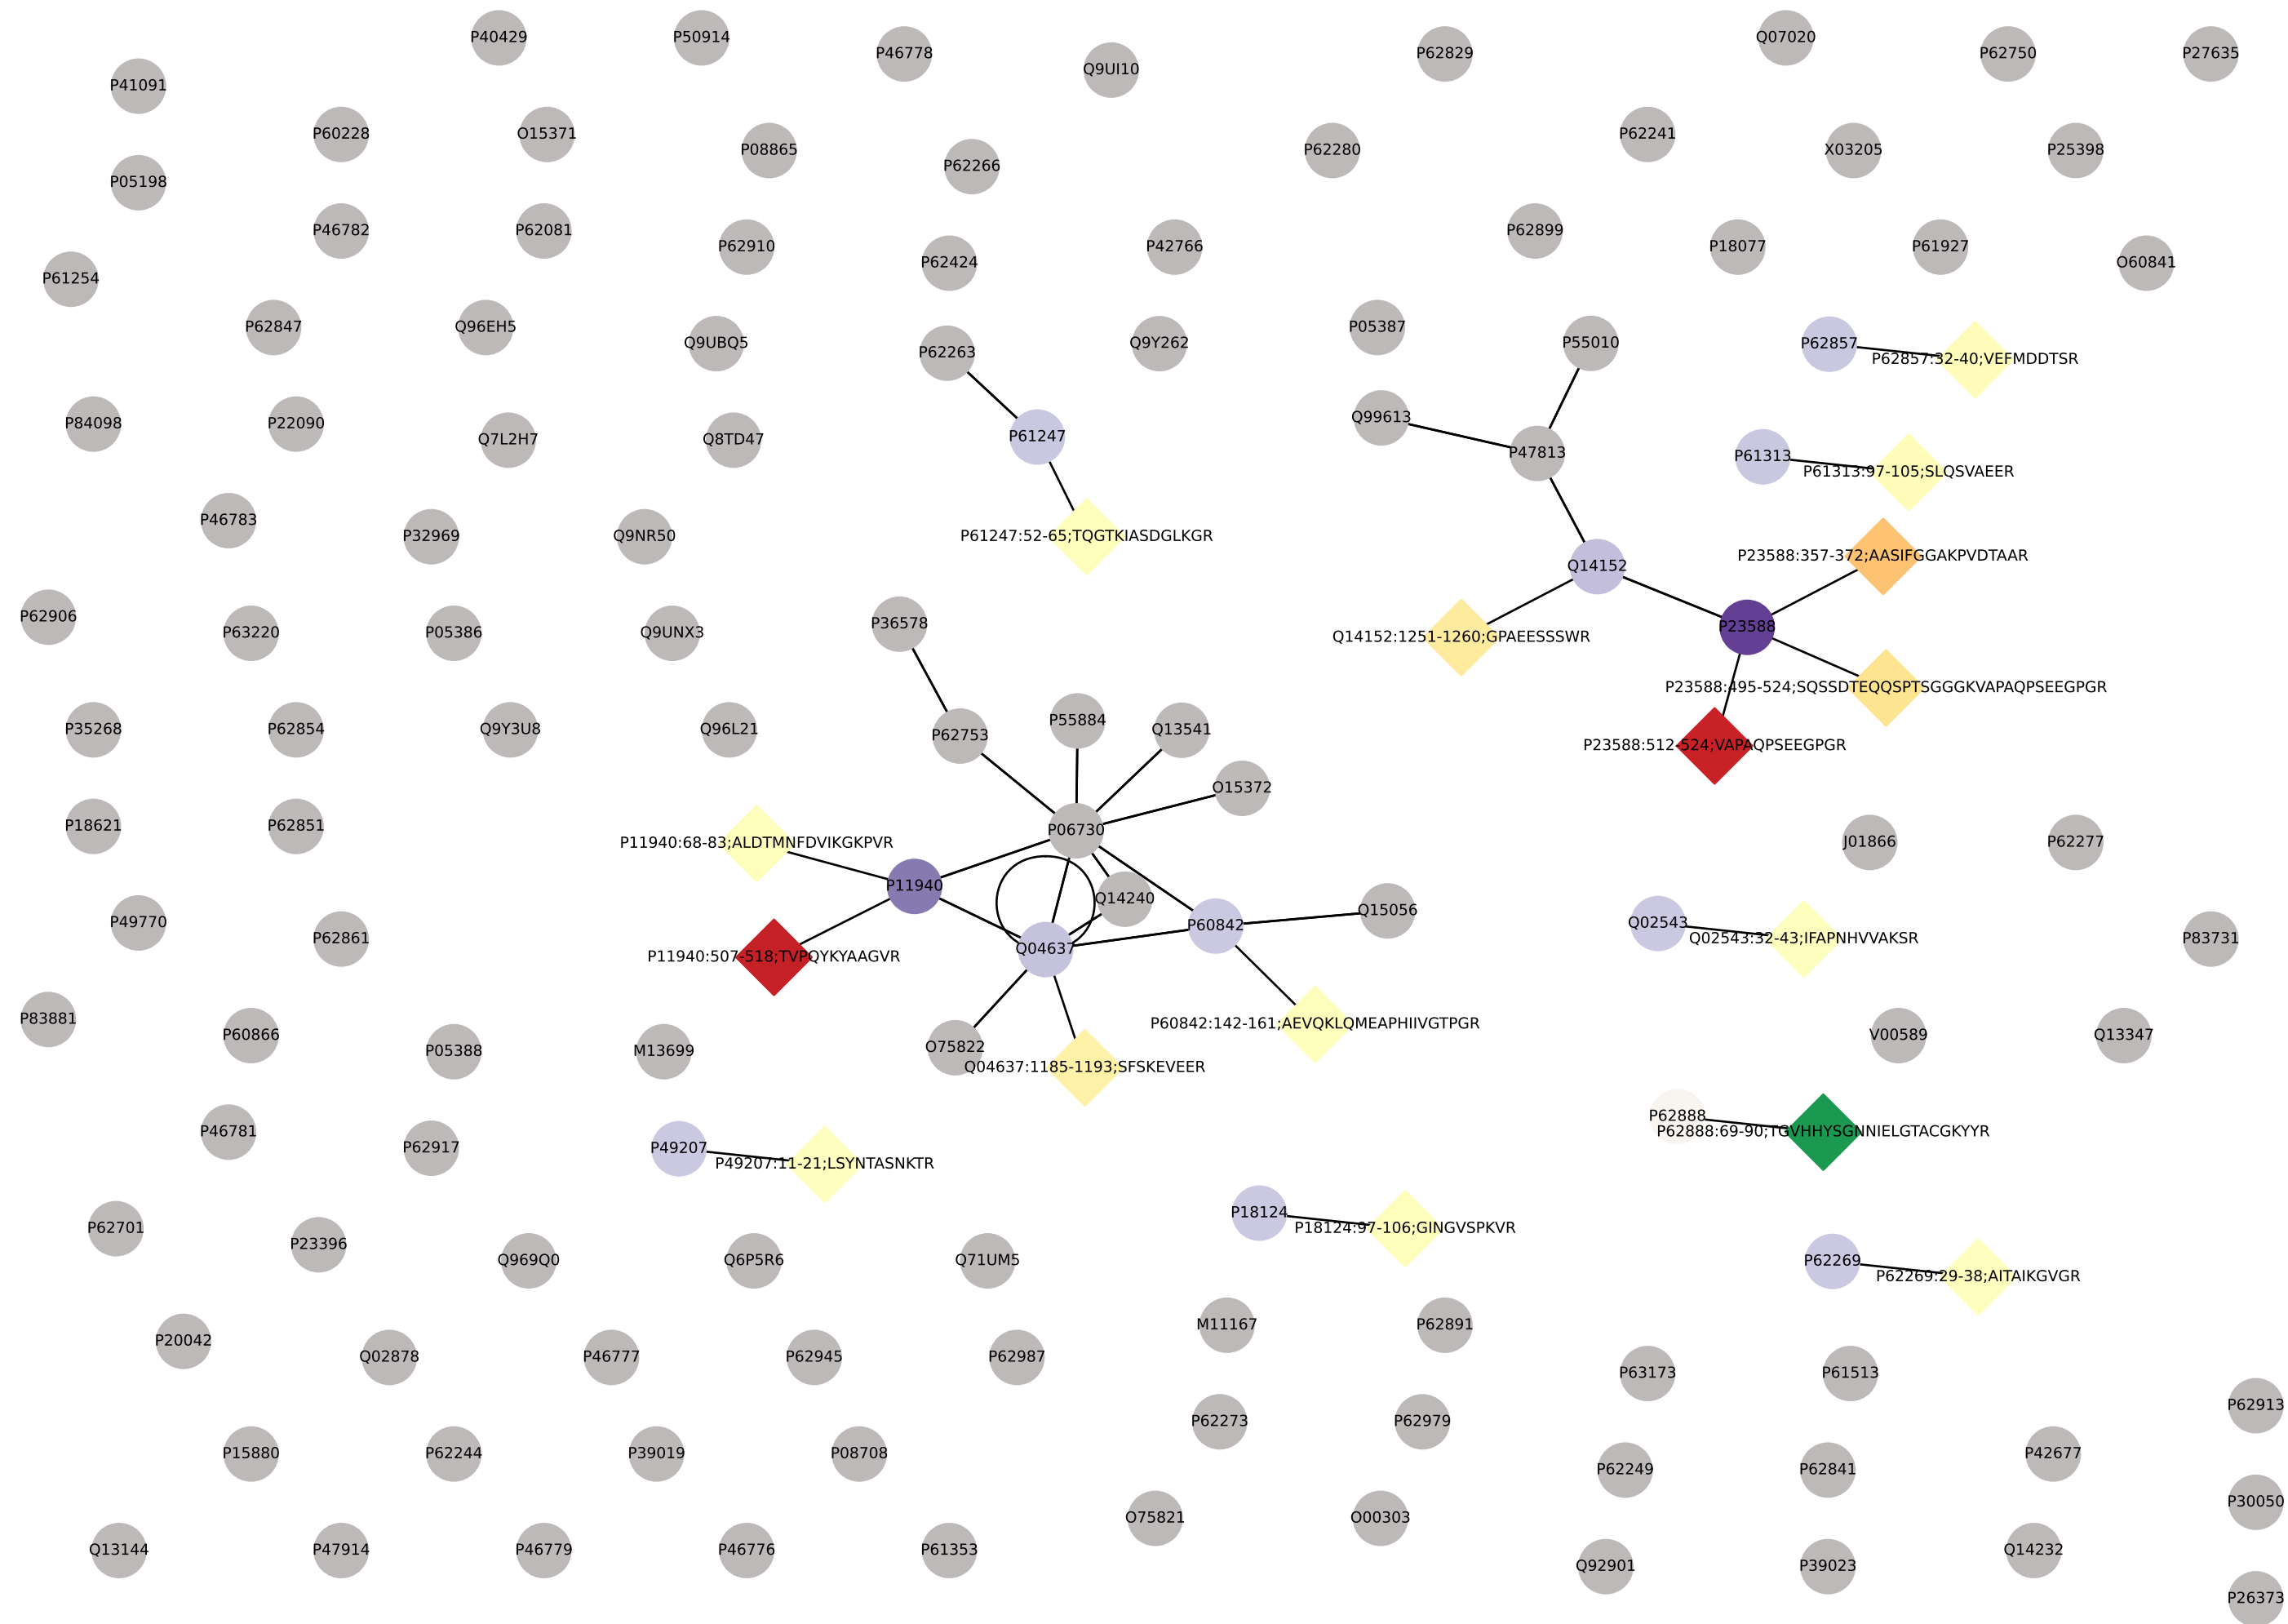 P40429
P50914
P46778
Q9UI10
P62829
Q07020
P62750
P27635
P41091
P60228
O15371
P08865
P62266
P62280
P62241
X03205
P25398
P05198
P46782
P62081
P62910
P62424
P42766
P62899
P18077
P61927
O60841
P61254
P62847
Q96EH5
Q9UBQ5
P62263
Q9Y262
P05387
P55010
P62857
P62857:32-40;VEFMDDTSR
P84098
P22090
Q7L2H7
Q8TD47
P61247
Q99613
P47813
P61313
P61313:97-105;SLQSVAEER
P46783
P32969
Q9NR50
P61247:52-65;TQGTKIASDGLKGR
Q14152
P23588:357-372;AASIFGGAKPVDTAAR
P62906
P63220
P05386
Q9UNX3
P36578
Q14152:1251-1260;GPAEESSSWR
P23588
P23588:495-524;SQSSDTEQQSPTSGGGKVAPAQPSEEGPGR
P35268
P62854
Q9Y3U8
Q96L21
P62753
P55884
Q13541
P23588:512-524;VAPAQPSEEGPGR
O15372
P18621
P62851
P11940:68-83;ALDTMNFDVIKGKPVR
P06730
J01866
P62277
P11940
Q14240
P49770
P62861
P11940:507-518;TVPQYKYAAGVR
Q04637
P60842
Q15056
Q02543
Q02543:32-43;IFAPNHVVAKSR
P83731
P83881
P60866
P05388
M13699
O75822
Q04637:1185-1193;SFSKEVEER
P60842:142-161;AEVQKLQMEAPHIIVGTPGR
V00589
Q13347
P46781
P62917
P49207
P49207:11-21;LSYNTASNKTR
P62888
P62888:69-90;TGVHHYSGNNIELGTACGKYYR
P62701
P23396
Q969Q0
Q6P5R6
Q71UM5
P18124
P18124:97-106;GINGVSPKVR
P62269
P62269:29-38;AITAIKGVGR
P20042
Q02878
P46777
P62945
P62987
M11167
P62891
P63173
P61513
P62913
P15880
P62244
P39019
P08708
P62273
P62979
P62249
P62841
P42677
P30050
Q13144
P47914
P46779
P46776
P61353
O75821
O00303
Q92901
P39023
Q14232
P26373